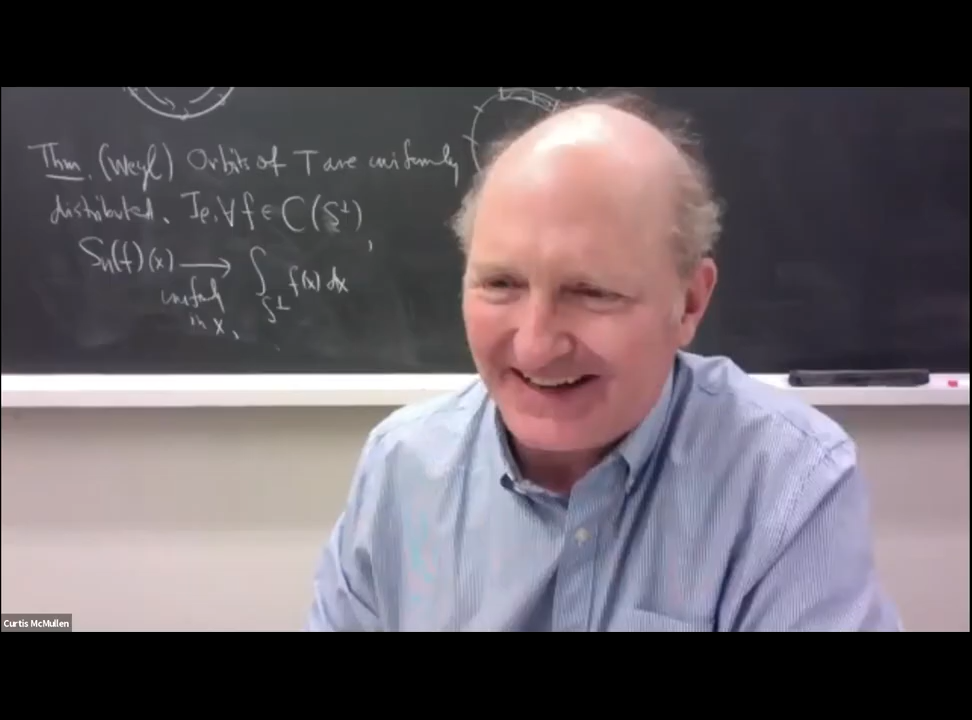 Thm. (Weyl) Orbits of T are uniformly
distributed. Ie. ∀ f ∈ C(S¹),
Sₙ(f)(x) ⟶ ∫ f(x) dx
uniformly S¹
in x.
Curtis McMullen